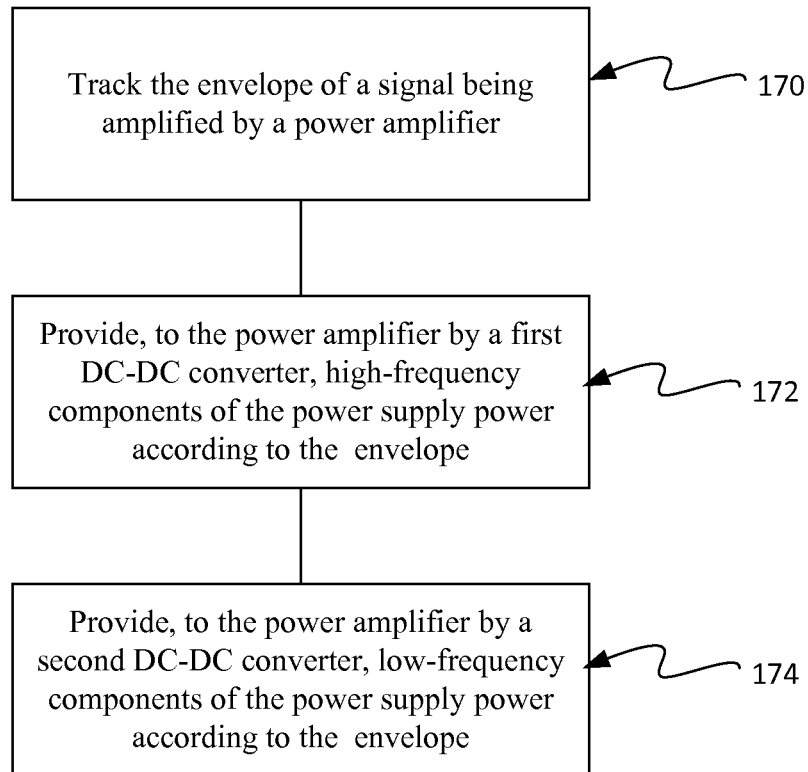 Track the envelope of a signal being
amplified by a power amplifier
170
Provide, to the power amplifier by a first
DC-DC converter, high-frequency
components of the power supply power
according to the  envelope
172
Provide, to the power amplifier by a
second DC-DC converter, low-frequency
components of the power supply power
according to the  envelope
174